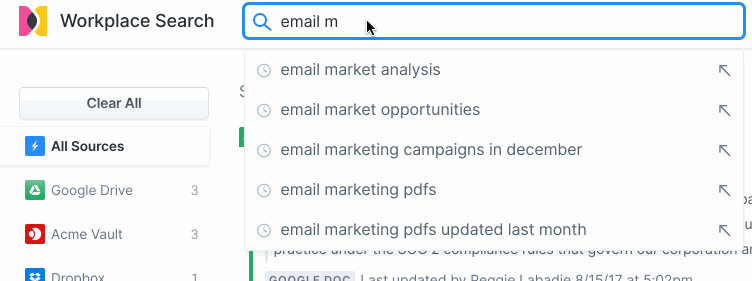 Workplace Search
email m
email market analysis
email market opportunities
email marketing campaigns in december
email marketing pdfs
email marketing pdfs updated last month
Clear All
All Sources
Google Drive 3
Acme Vault 3
Dropbox 1
practice under the SOC 2 compliance rules that govern our corporation
GOOGLE DOC Last updated by Reggie Labadie 8/15/17 at 5:02pm